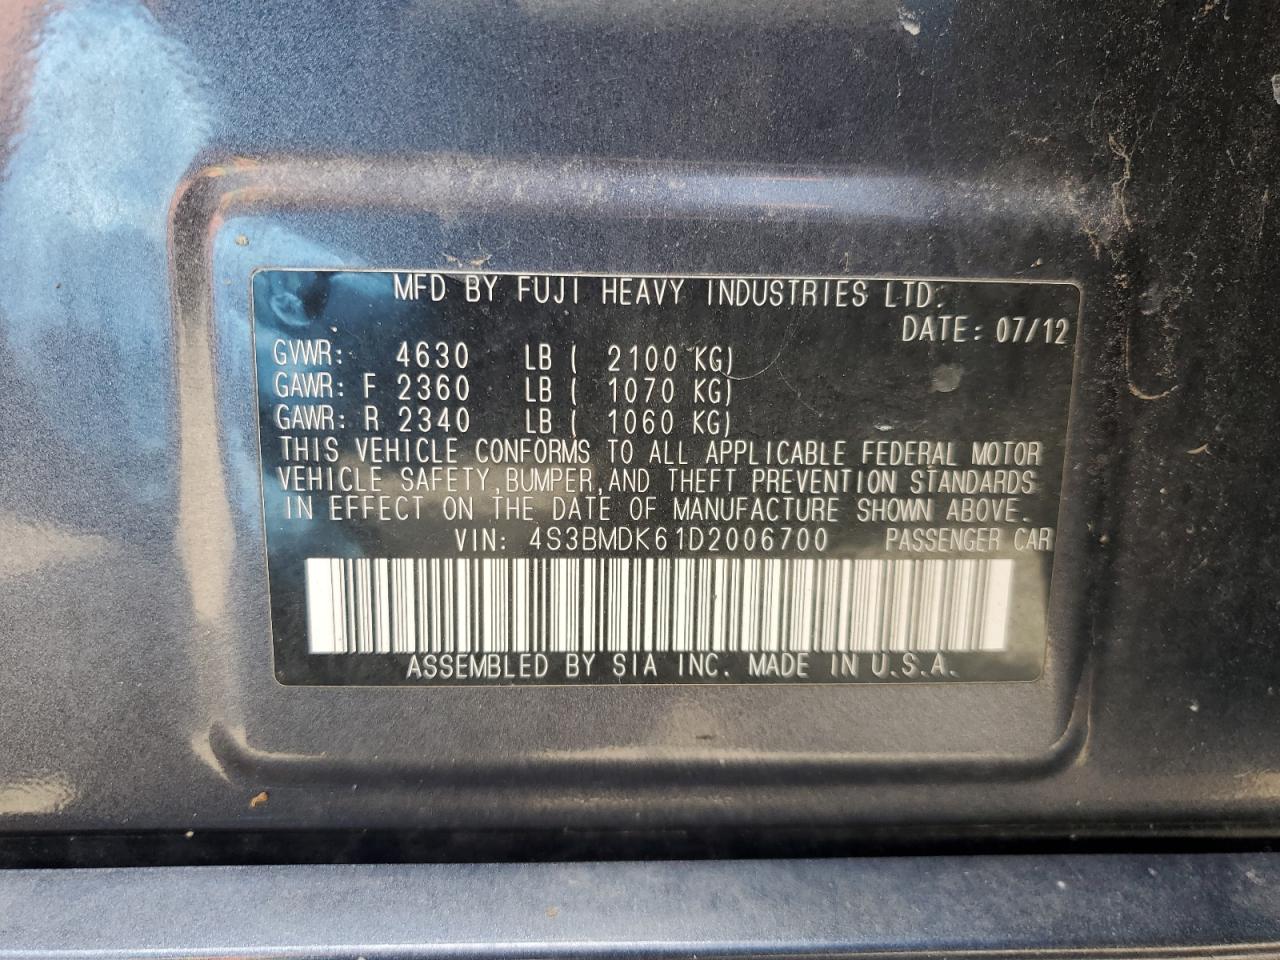 MFD BY FUJI HEAVY INDUSTRIES LTD.
DATE: 07/12
GVWR: 4630 LB ( 2100 KG)
GAWR: F 2360 LB ( 1070 KG)
GAWR: R 2340 LB ( 1060 KG)
THIS VEHICLE CONFORMS TO ALL APPLICABLE FEDERAL MOTOR
VEHICLE SAFETY, BUMPER, AND THEFT PREVENTION STANDARDS
IN EFFECT ON THE DATE OF MANUFACTURE SHOWN ABOVE.
VIN: 4S3BMDK61D2006700 PASSENGER CAR
ASSEMBLED BY SIA INC. MADE IN U.S.A.